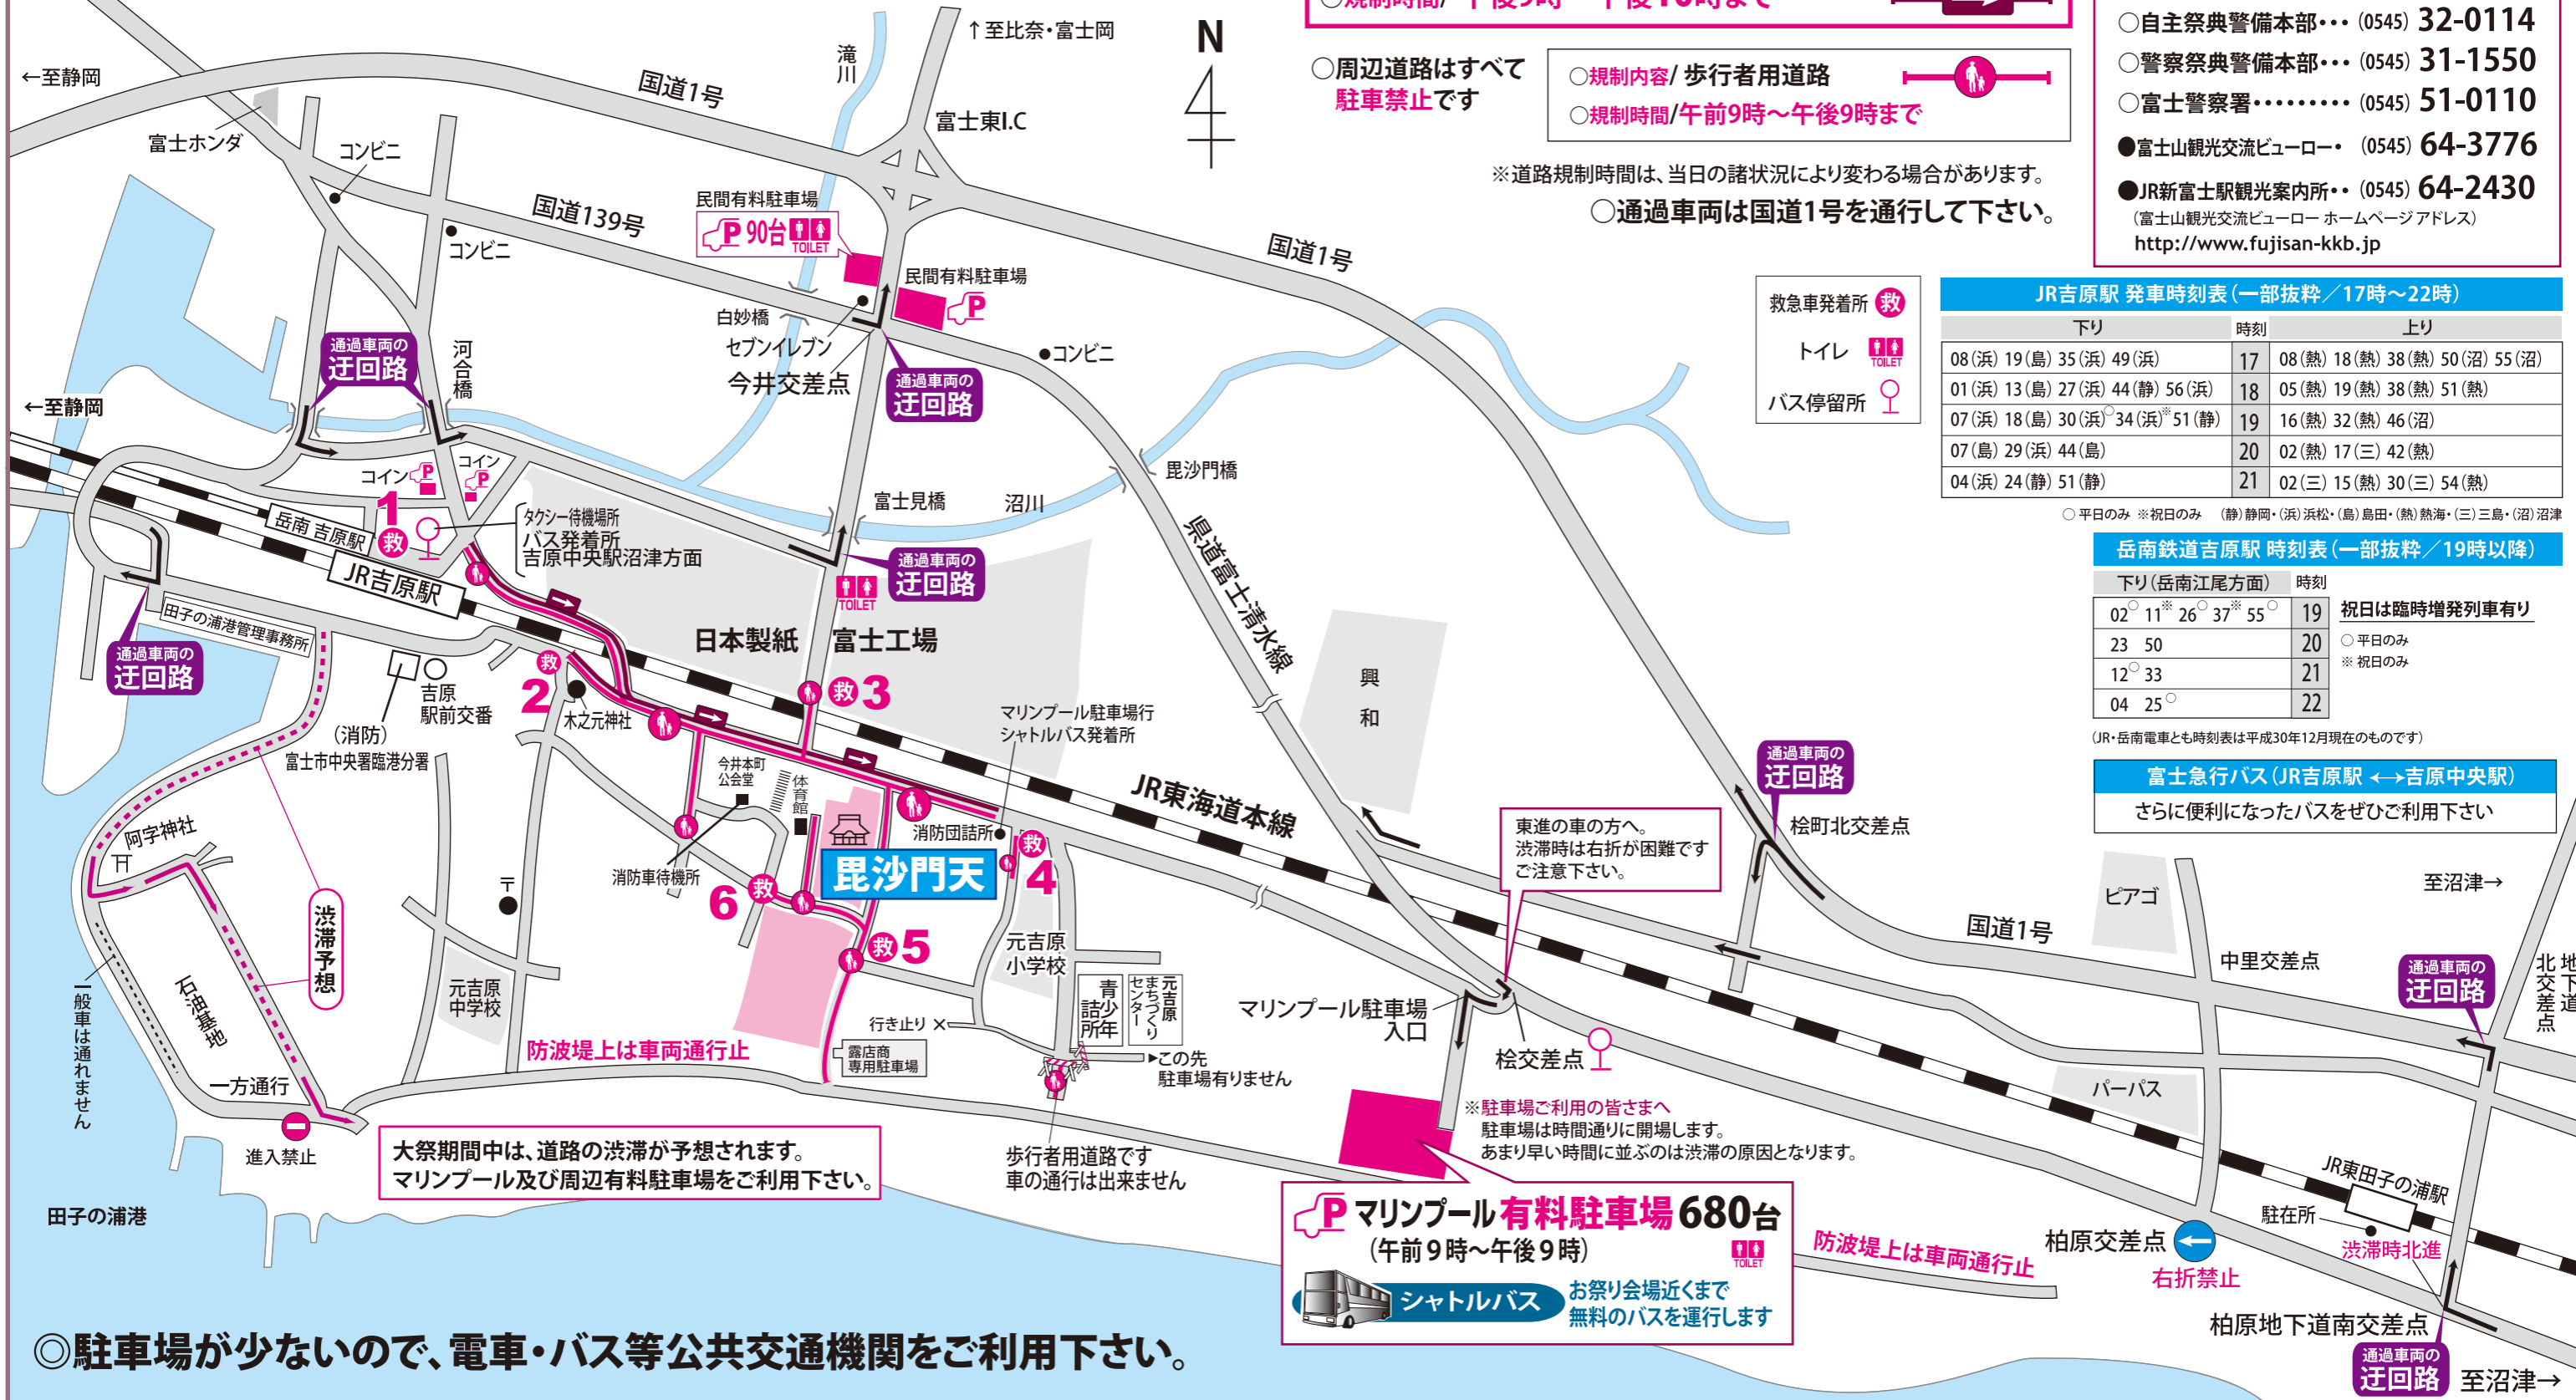 ○規制時間/
○周辺道路はすべて
駐車禁止です
○規制内容/歩行者用道路
○規制時間/午前9時～午後9時まで
※道路規制時間は、当日の諸状況により変わる場合があります。
○通過車両は国道1号を通行して下さい。
○自主祭典警備本部･･･(0545) 32-0114
○警察祭典警備本部･･･(0545) 31-1550
○富士警察署･････････(0545) 51-0110
●富士山観光交流ビューロー･ (0545) 64-3776
●JR新富士駅観光案内所･･(0545) 64-2430
(富士山観光交流ビューロー ホームページアドレス)
http://www.fujisan-kkb.jp
N
←至静岡
↑至比奈・富士岡
滝川
国道1号
富士東I.C
富士ホンダ
コンビニ
国道139号
コンビニ
民間有料駐車場
P 90台 TOILET
民間有料駐車場
P
国道1号
白妙橋
セブンイレブン
今井交差点
コンビニ
通過車両の
迂回路
河合橋
通過車両の
迂回路
←至静岡
救急車発着所 救
トイレ TOILET
バス停留所
JR吉原駅 発車時刻表(一部抜粋／17時～22時)
下り 時刻 上り
08(浜) 19(島) 35(浜) 49(浜) 17 08(熱) 18(熱) 38(熱) 50(沼) 55(沼)
01(浜) 13(島) 27(浜) 44(静) 56(浜) 18 05(熱) 19(熱) 38(熱) 51(熱)
07(浜) 18(島) 30(浜)○ 34(浜)※ 51(静) 19 16(熱) 32(熱) 46(沼)
07(島) 29(浜) 44(島) 20 02(熱) 17(三) 42(熱)
04(浜) 24(静) 51(静) 21 02(三) 15(熱) 30(三) 54(熱)
○平日のみ ※祝日のみ (静)静岡・(浜)浜松・(島)島田・(熱)熱海・(三)三島・(沼)沼津
岳南鉄道吉原駅 時刻表(一部抜粋／19時以降)
下り(岳南江尾方面) 時刻
02○ 11※ 26○ 37※ 55○ 19
23 50 20
12○ 33 21
04 25○ 22
祝日は臨時増発列車有り
○平日のみ
※祝日のみ
(JR・岳南電車とも時刻表は平成30年12月現在のものです)
富士急行バス(JR吉原駅⟷吉原中央駅)
さらに便利になったバスをぜひご利用下さい
コイン P
コイン P
1
救
岳南 吉原駅
JR吉原駅
タクシー待機場所
バス発着所
吉原中央駅沼津方面
富士見橋
沼川
毘沙門橋
通過車両の
迂回路
TOILET
日本製紙 富士工場
県道富士清水線
興和
田子の浦港管理事務所
通過車両の
迂回路
吉原
駅前交番
(消防)
富士市中央署臨港分署
救
2
木之元神社
救 3
マリンプール駐車場行
シャトルバス発着所
今井本町
公会堂
体育館
JR東海道本線
消防団詰所
救
4
消防車待機所
毘沙門天
6 救
救 5
阿字神社
渋滞予想
〒
石油基地
一般車は通れません
一方通行
進入禁止
元吉原
中学校
元吉原
小学校
青少年詰所
元吉原まちづくりセンター
行き止り ×
露店商
専用駐車場
防波堤上は車両通行止
▶この先
駐車場有りません
歩行者用道路です
車の通行は出来ません
大祭期間中は、道路の渋滞が予想されます。
マリンプール及び周辺有料駐車場をご利用下さい。
田子の浦港
東進の車の方へ。
渋滞時は右折が困難です
ご注意下さい。
通過車両の
迂回路
桧町北交差点
マリンプール駐車場
入口
桧交差点
※駐車場ご利用の皆さまへ
駐車場は時間通りに開場します。
あまり早い時間に並ぶのは渋滞の原因となります。
P マリンプール有料駐車場 680台
(午前9時～午後9時)
TOILET
シャトルバス
お祭り会場近くまで
無料のバスを運行します
ピアゴ
至沼津→
国道1号
中里交差点
通過車両の
迂回路
地下道
北交差点
パーパス
JR東田子の浦駅
駐在所
渋滞時北進
柏原交差点
右折禁止
防波堤上は車両通行止
柏原地下道南交差点
通過車両の
迂回路
至沼津→
◎駐車場が少ないので、電車・バス等公共交通機関をご利用下さい。